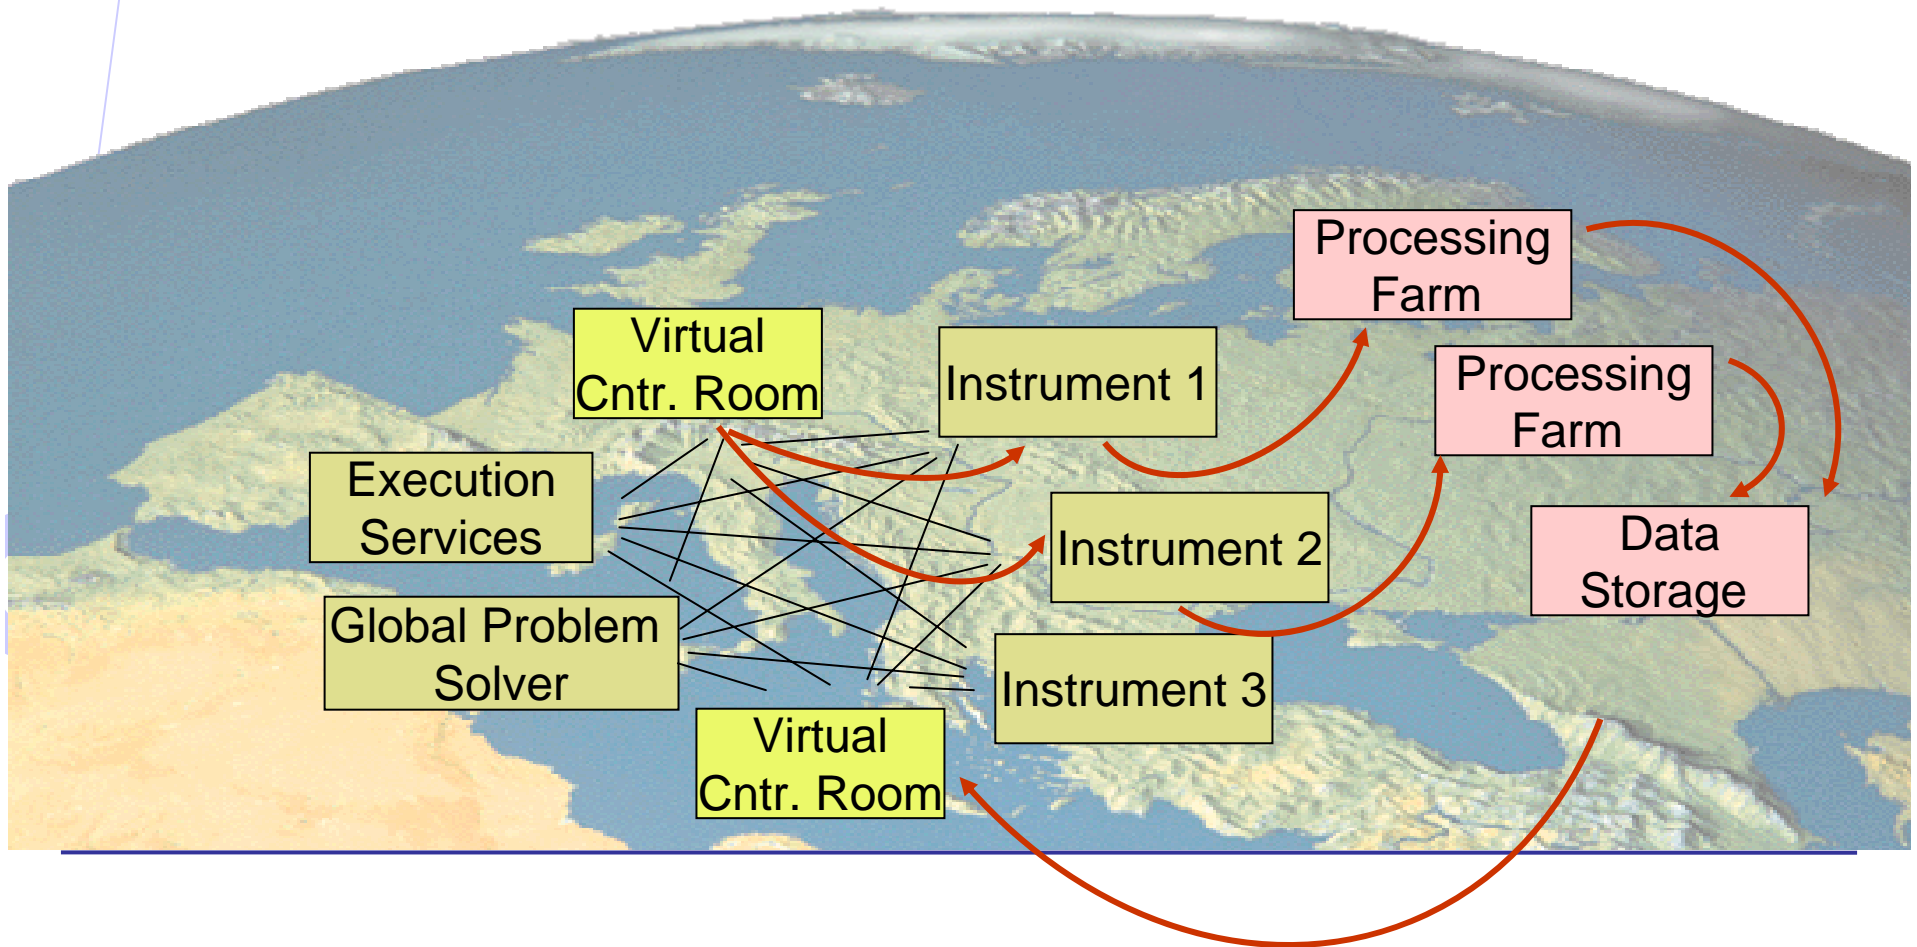 Processing
Farm
Virtual
Cntr. Room
Instrument 1
Processing
Farm
Execution
Services
Instrument 2
Data
Storage
Global Problem
Solver
Instrument 3
Virtual
Cntr. Room